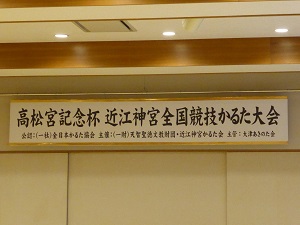 高松宮記念杯 近江神宮全国競技かるた大会
公認：(一社)全日本かるた協会 主催：(一財)天智聖徳文教財団・近江神宮かるた会 主管：大津あきのた会